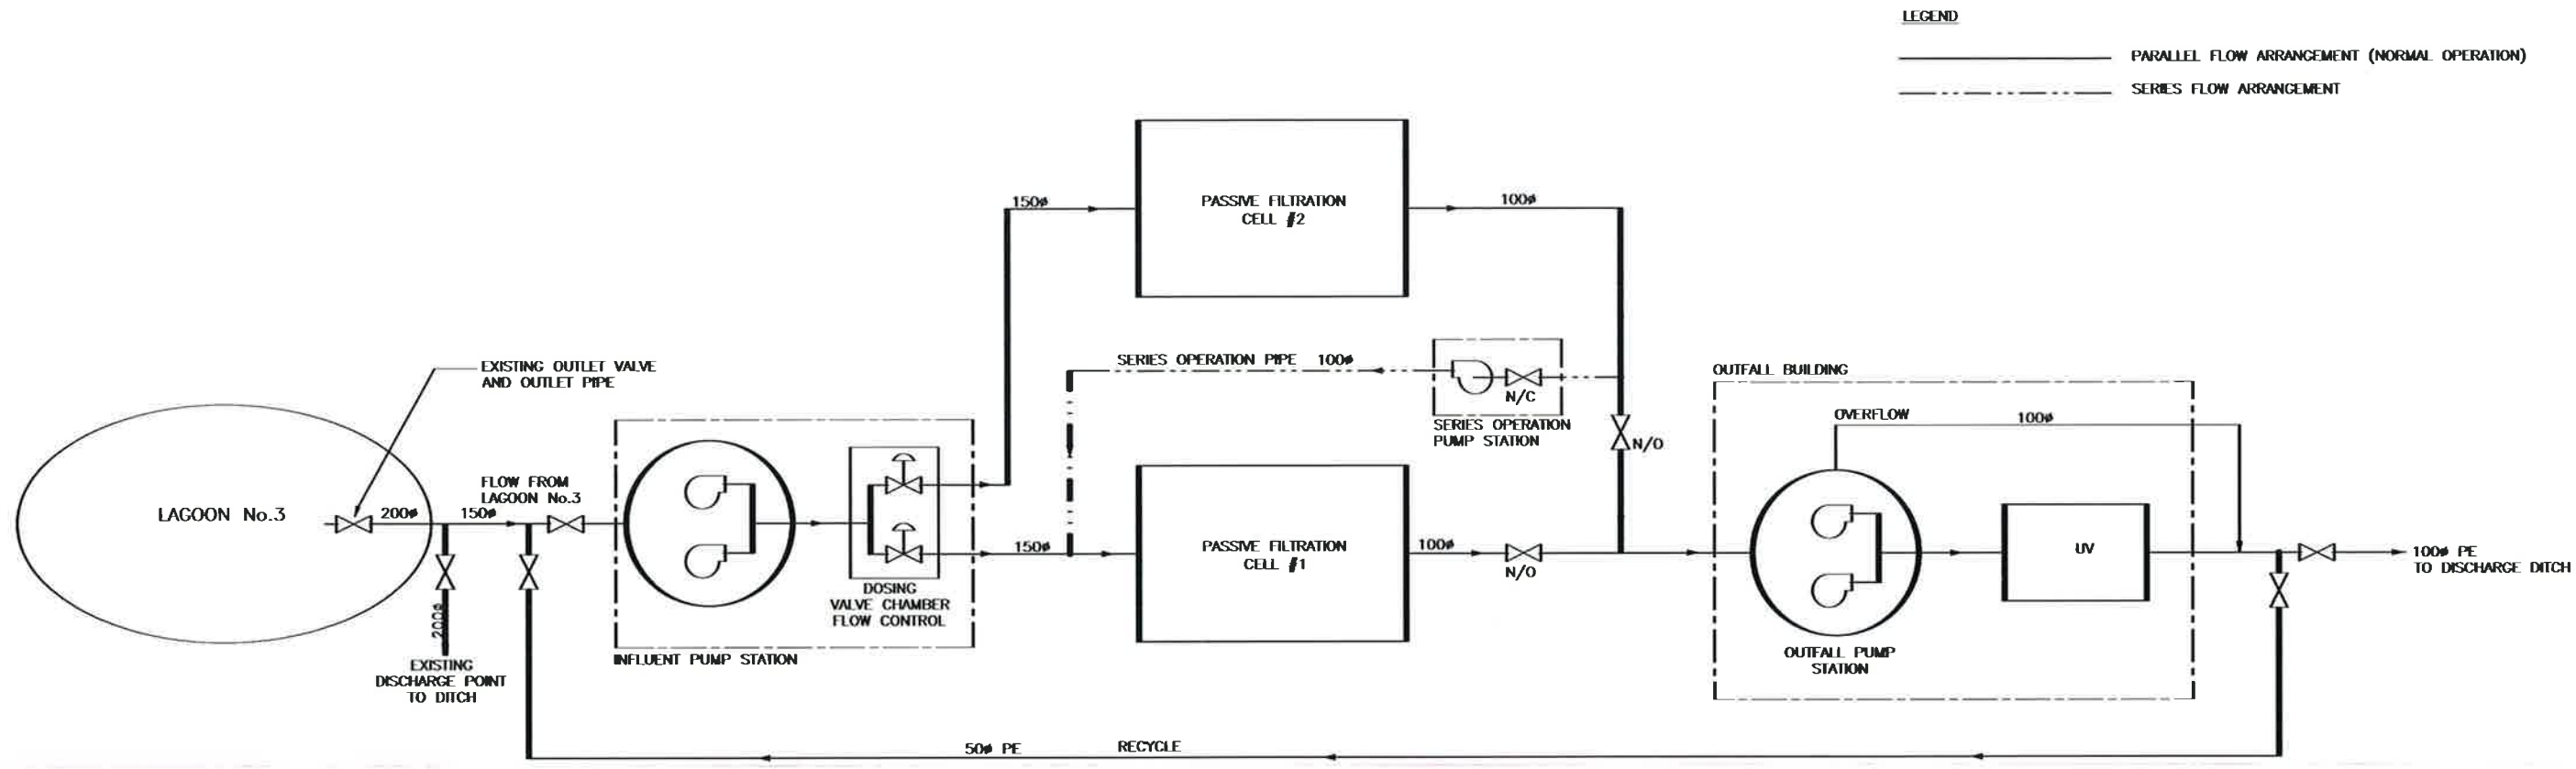 LEGEND
PARALLEL FLOW ARRANGEMENT (NORMAL OPERATION)
SERIES FLOW ARRANGEMENT
150ø
PASSIVE FILTRATION
CELL #2
100ø
EXISTING OUTLET VALVE
AND OUTLET PIPE
SERIES OPERATION PIPE 100ø
N/C
SERIES OPERATION
PUMP STATION
N/O
OUTFALL BUILDING
OVERFLOW
100ø
LAGOON No.3
200ø
150ø
FLOW FROM
LAGOON No.3
200ø
EXISTING
DISCHARGE POINT
TO DITCH
DOSING
VALVE CHAMBER
FLOW CONTROL
INFLUENT PUMP STATION
150ø
PASSIVE FILTRATION
CELL #1
100ø
N/O
UV
OUTFALL PUMP
STATION
100ø PE
TO DISCHARGE DITCH
50ø PE
RECYCLE